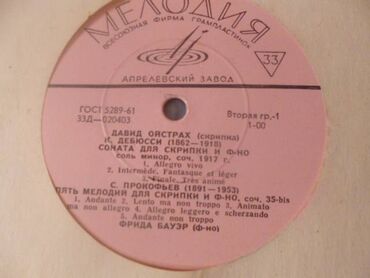 МЕЛОДИЯ
ВСЕСОЮЗНАЯ ФИРМА ГРАМПЛАСТИНОК
33
АПРЕЛЕВСКИЙ ЗАВОД
ГОСТ 5289-61
33Д—020403
Вторая гр.-1
1-00
ДАВИД ОЙСТРАХ (скрипка)
К. ДЕБЮССИ (1862—1918)
СОНАТА ДЛЯ СКРИПКИ И Ф-НО
соль минор, соч. 1917 г.
1. Allegro vivo
2. Intermède. Fantasque et léger
3. Finale. Très animé
С. ПРОКОФЬЕВ (1891—1953)
ПЯТЬ МЕЛОДИЙ ДЛЯ СКРИПКИ И Ф-НО, соч. 35-bis
1. Andante 2. Lento ma non troppo 3. Animato
ma non allegro 4. Allegro leggero e scherzando
5. Andante non troppo
ФРИДА БАУЭР (ф-но)